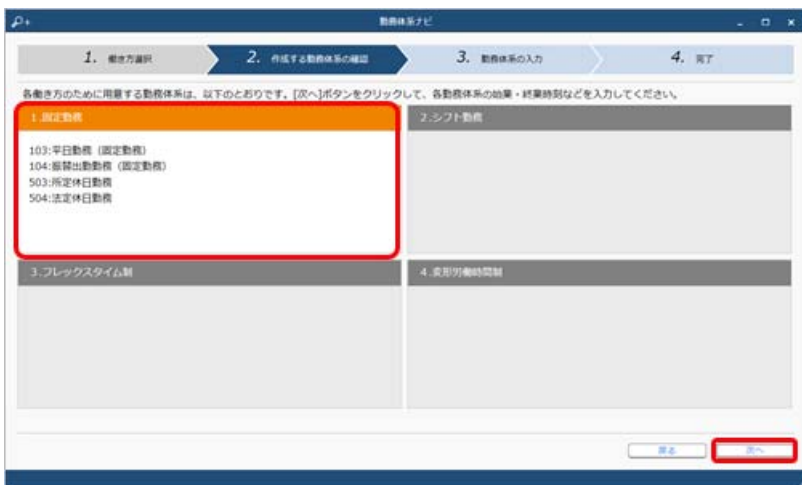 勤務体系ナビ
1. 働き方選択
2. 作成する勤務体系の確認
3. 勤務体系の入力
4. 完了
各働き方のために用意する勤務体系は、以下のとおりです。[次へ]ボタンをクリックして、各勤務体系の始業・終業時刻などを入力してください。
1.固定勤務
2.シフト勤務
103:平日勤務（固定勤務）
104:振替出勤勤務（固定勤務）
503:所定休日勤務
504:法定休日勤務
3.フレックスタイム制
4.変形労働時間制
戻る
次へ